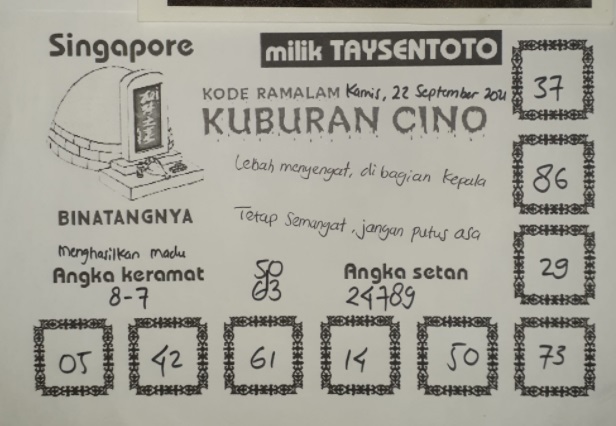 Singapore
milik TAYSENTOTO
KODE RAMALAM Kamis, 22 September 2021
KUBURAN CINO
Lebah menyengat, di bagian kepala
Tetap Semangat, jangan putus asa
BINATANGNYA
menghasilkan madu
Angka keramat
8-7
50
63
Angka setan
24789
37
86
29
05 42 61 14 50 73